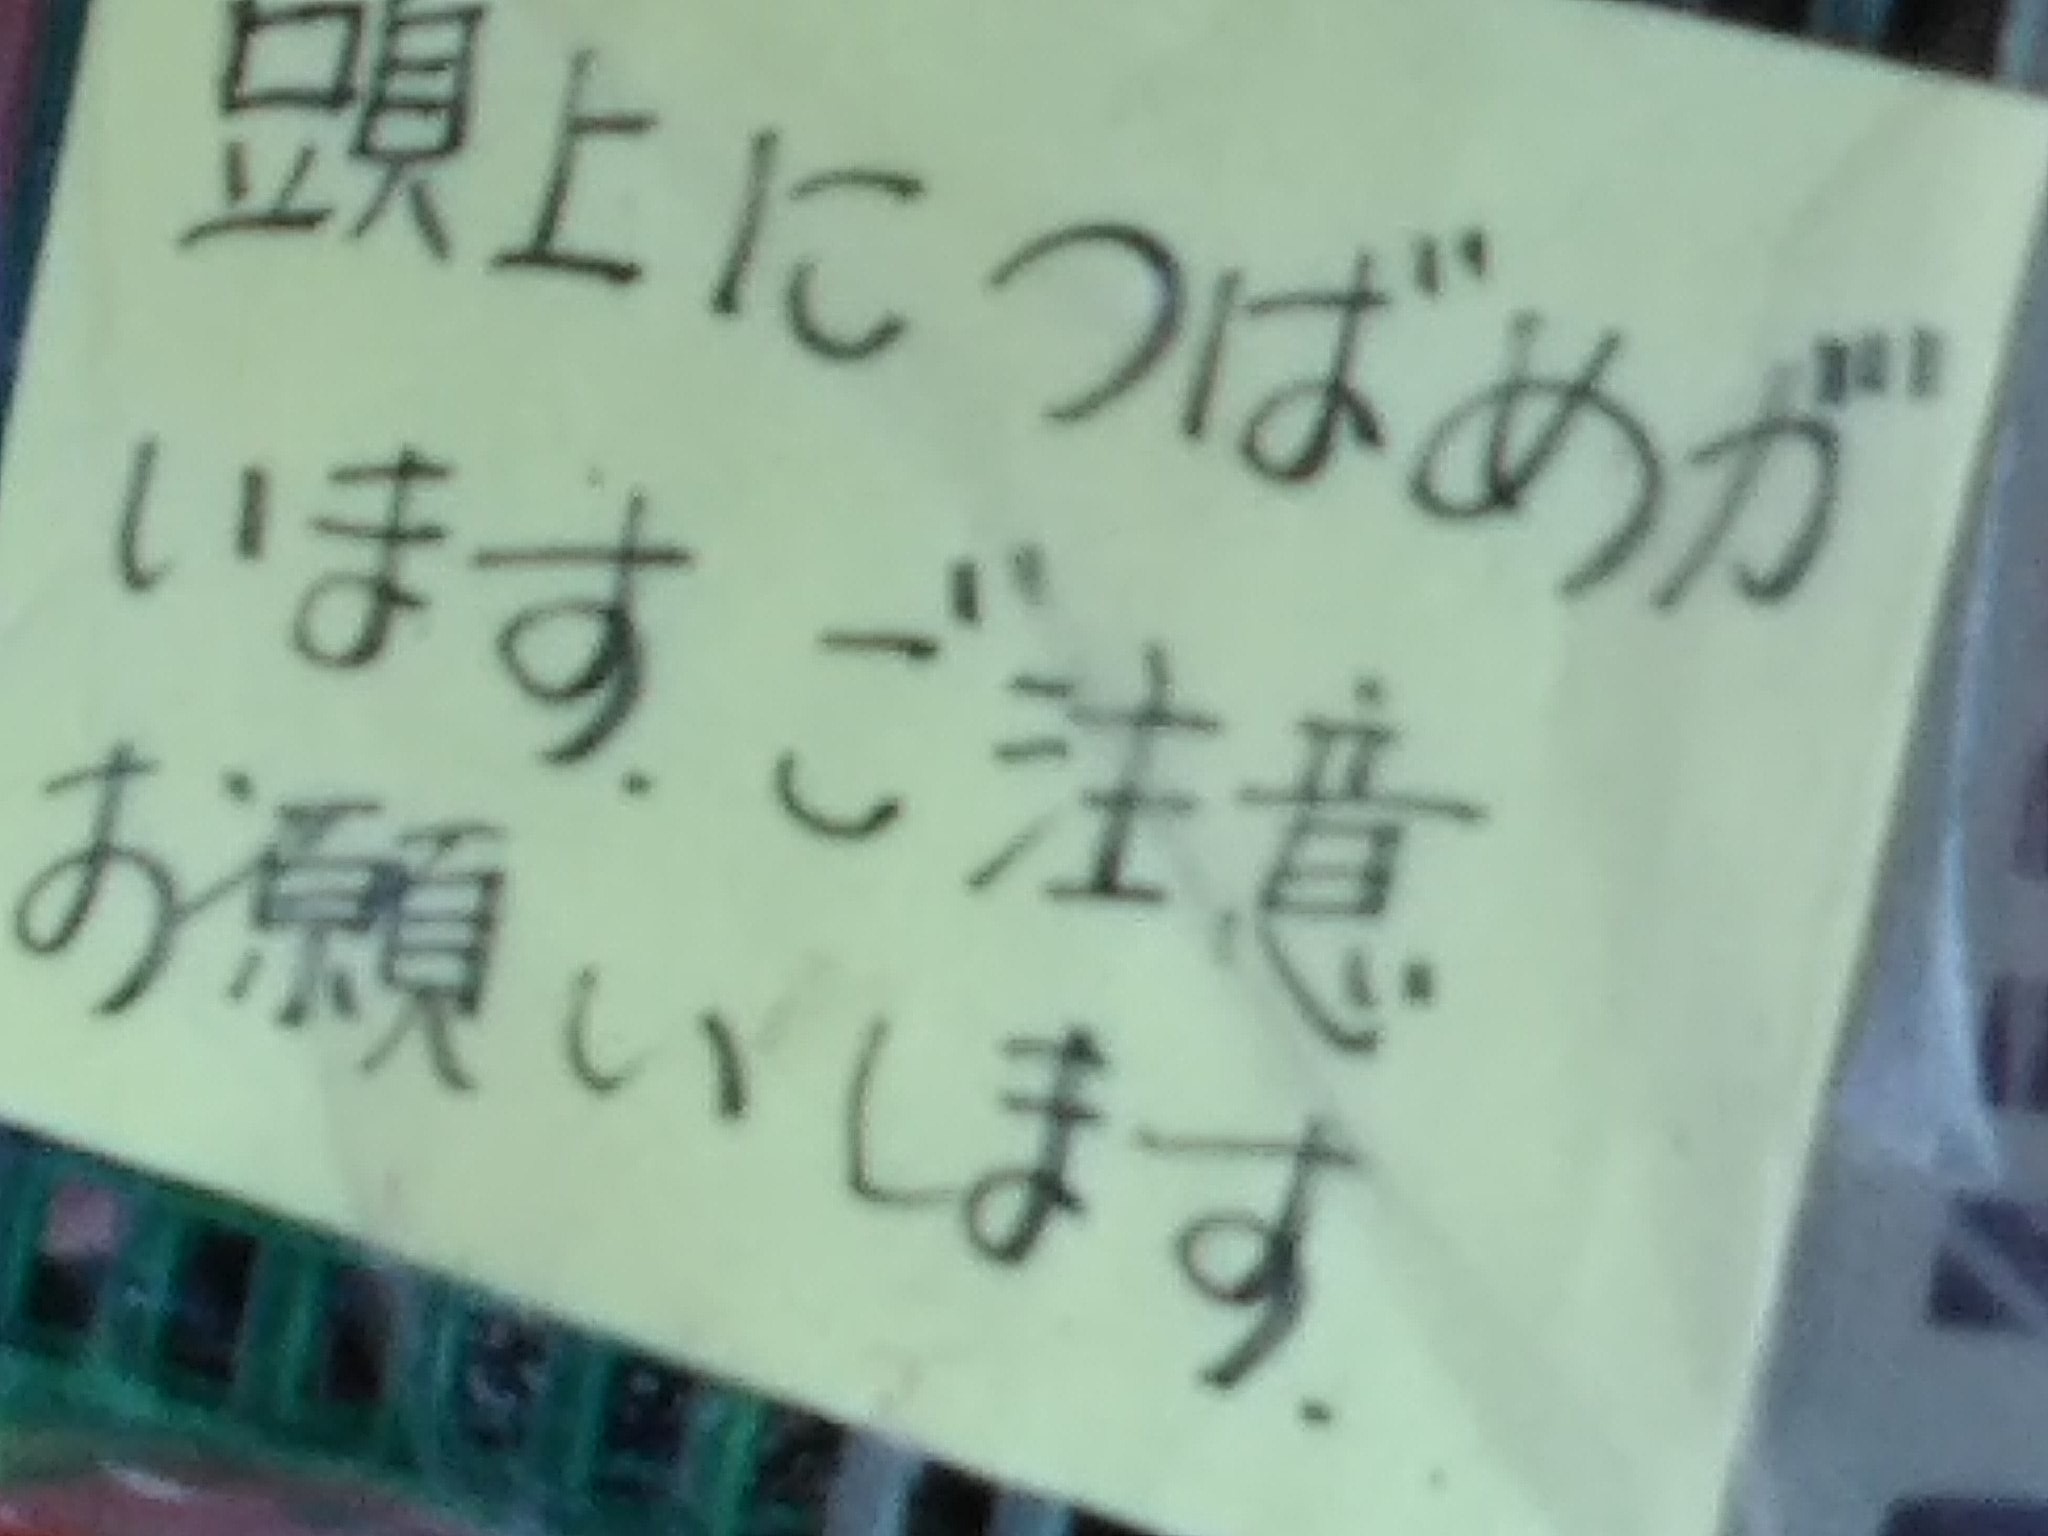 頭上につばめが
います. ご注意
お願いします.